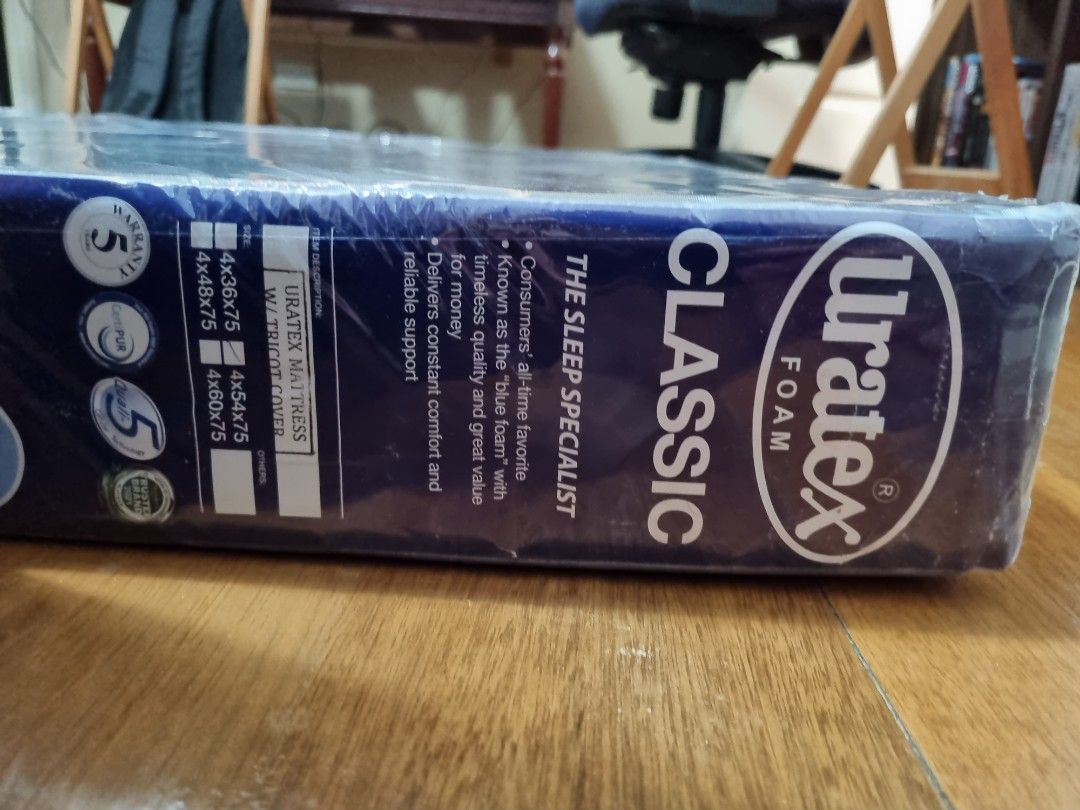 Uratex®
FOAM
CLASSIC
THE SLEEP SPECIALIST
• Consumers' all-time favorite
• Known as the "blue foam" with
timeless quality and great value
for money
• Delivers constant comfort and
reliable support
ITEM DESCRIPTION:
URATEX MATTRESS
W/ TRICOT COVER
SIZE:
4x36x75
4x54x75
OTHERS:
4x48x75
4x60x75
WARRANTY
5
CertiPUR
5